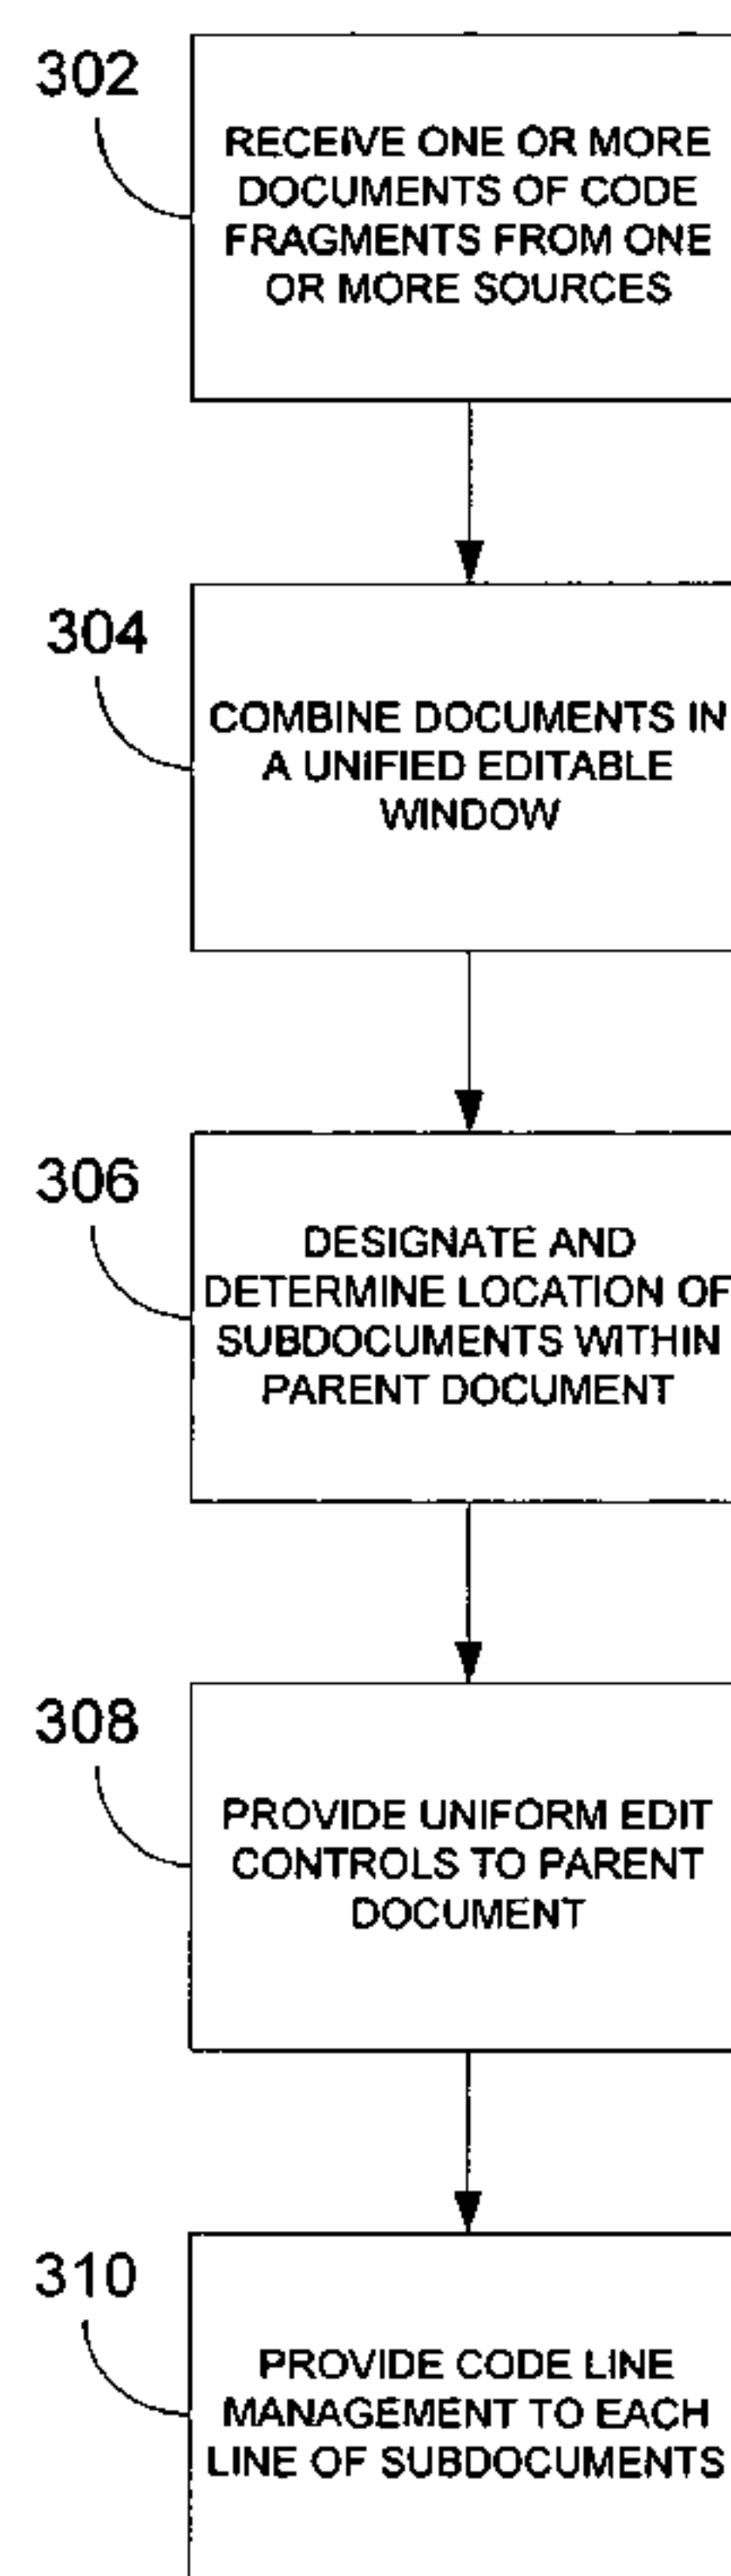 302
RECEIVE ONE OR MORE
DOCUMENTS OF CODE
FRAGMENTS FROM ONE
OR MORE SOURCES
304
COMBINE DOCUMENTS IN
A UNIFIED EDITABLE
WINDOW
306
DESIGNATE AND
DETERMINE LOCATION OF
SUBDOCUMENTS WITHIN
PARENT DOCUMENT
308
PROVIDE UNIFORM EDIT
CONTROLS TO PARENT
DOCUMENT
310
PROVIDE CODE LINE
MANAGEMENT TO EACH
LINE OF SUBDOCUMENTS